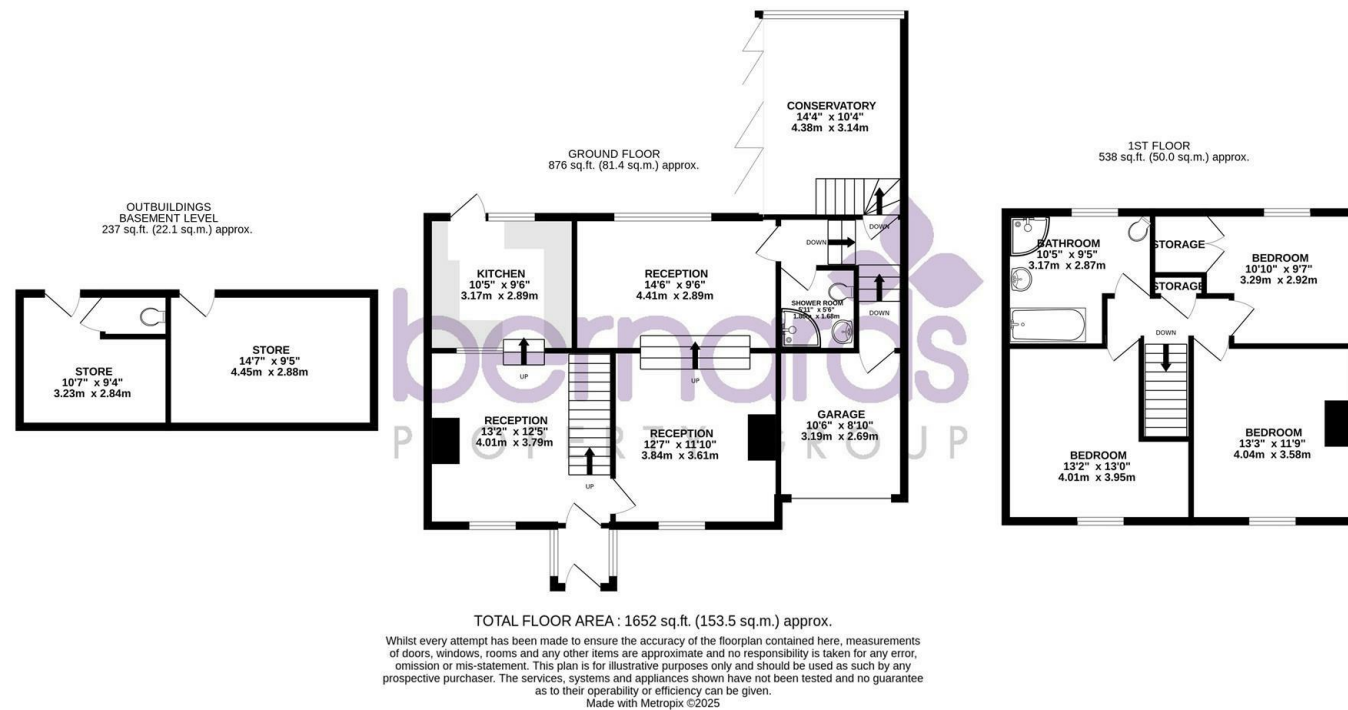 OUTBUILDINGS
BASEMENT LEVEL
237 sq.ft. (22.1 sq.m.) approx.
STORE
10'7" x 9'4"
3.23m x 2.84m
STORE
14'7" x 9'5"
4.45m x 2.88m
GROUND FLOOR
876 sq.ft. (81.4 sq.m.) approx.
CONSERVATORY
14'4" x 10'4"
4.38m x 3.14m
DOWN
DOWN
KITCHEN
10'5" x 9'6"
3.17m x 2.89m
RECEPTION
14'6" x 9'6"
4.41m x 2.89m
SHOWER ROOM
5'11" x 5'6"
1.80m x 1.68m
DOWN
UP
UP
RECEPTION
13'2" x 12'5"
4.01m x 3.79m
UP
RECEPTION
12'7" x 11'10"
3.84m x 3.61m
GARAGE
10'6" x 8'10"
3.19m x 2.69m
bernards
PROPERTY GROUP
1ST FLOOR
538 sq.ft. (50.0 sq.m.) approx.
BATHROOM
10'5" x 9'5"
3.17m x 2.87m
STORAGE
STORAGE
BEDROOM
10'10" x 9'7"
3.29m x 2.92m
DOWN
BEDROOM
13'2" x 13'0"
4.01m x 3.95m
BEDROOM
13'3" x 11'9"
4.04m x 3.58m
TOTAL FLOOR AREA : 1652 sq.ft. (153.5 sq.m.) approx.
Whilst every attempt has been made to ensure the accuracy of the floorplan contained here, measurements
of doors, windows, rooms and any other items are approximate and no responsibility is taken for any error,
omission or mis-statement. This plan is for illustrative purposes only and should be used as such by any
prospective purchaser. The services, systems and appliances shown have not been tested and no guarantee
as to their operability or efficiency can be given.
Made with Metropix ©2025